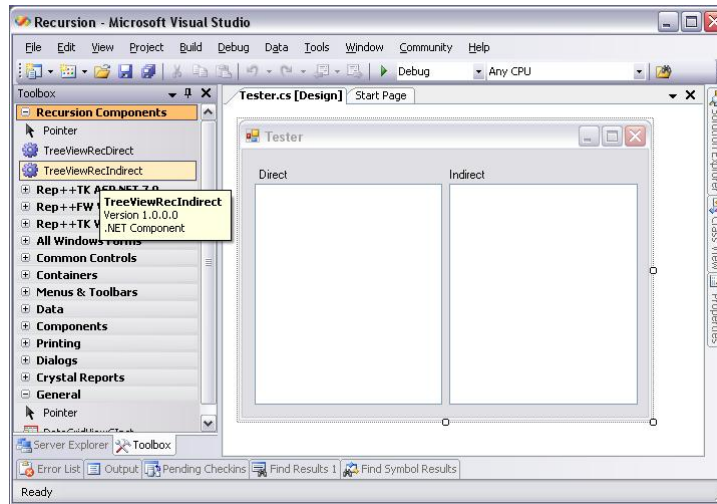 Recursion - Microsoft Visual Studio
File Edit View Project Build Debug Data Tools Window Community Help
Debug Any CPU
Toolbox
Tester.cs [Design] Start Page
Recursion Components
Pointer
TreeViewRecDirect
TreeViewRecIndirect
Rep++TK ASP.NET 7.0
Rep++FW
Rep++TK
TreeViewRecIndirect
Version 1.0.0.0
.NET Component
All Windows Forms
Common Controls
Containers
Menus & Toolbars
Data
Components
Printing
Dialogs
Crystal Reports
General
Pointer
Tester
Direct Indirect
Solution Explorer
Class View
Properties
Server Explorer Toolbox
Error List Output Pending Checkins Find Results 1 Find Symbol Results
Ready